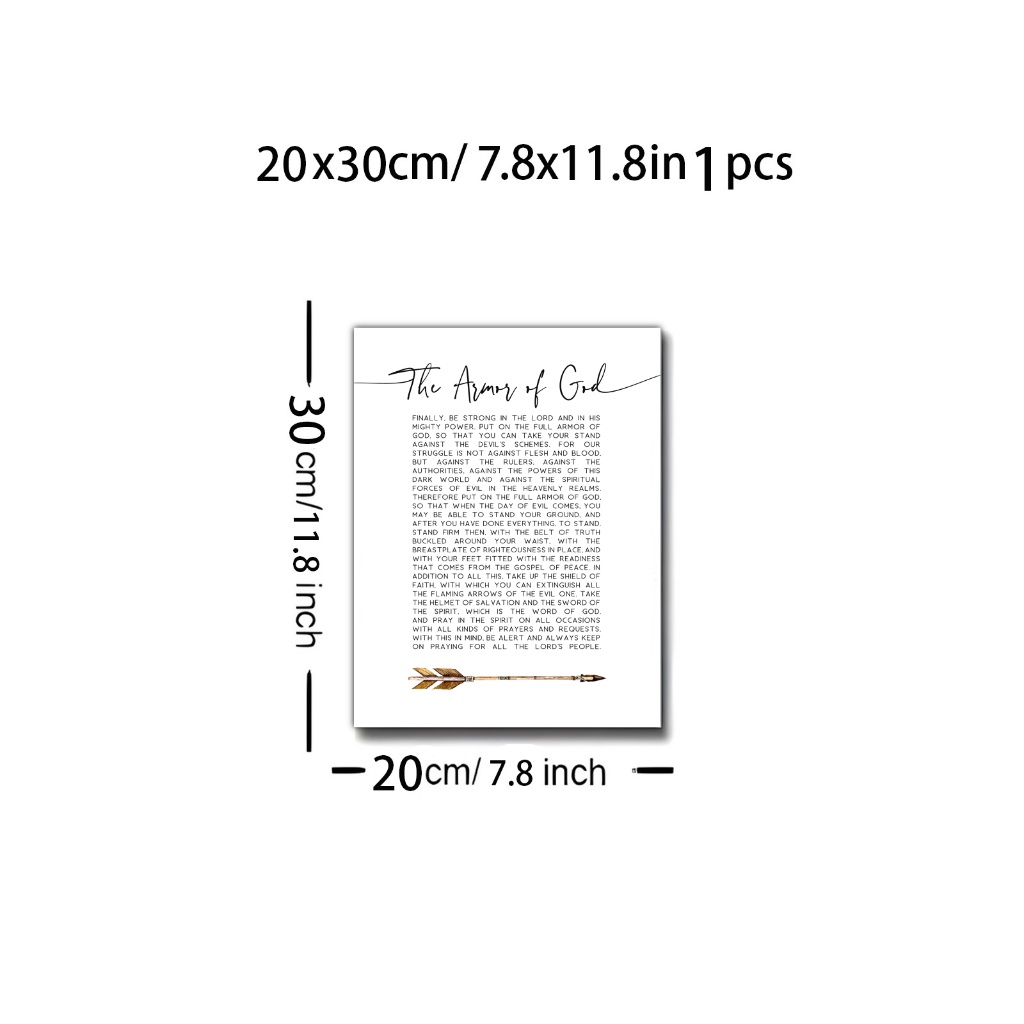 20x30cm/ 7.8x11.8in 1 pcs
30 cm/11.8 inch
The Armor of God
FINALLY, BE STRONG IN THE LORD AND IN HIS
MIGHTY POWER. PUT ON THE FULL ARMOR OF
GOD, SO THAT YOU CAN TAKE YOUR STAND
AGAINST THE DEVIL'S SCHEMES. FOR OUR
STRUGGLE IS NOT AGAINST FLESH AND BLOOD,
BUT AGAINST THE RULERS, AGAINST THE
AUTHORITIES, AGAINST THE POWERS OF THIS
DARK WORLD AND AGAINST THE SPIRITUAL
FORCES OF EVIL IN THE HEAVENLY REALMS.
THEREFORE PUT ON THE FULL ARMOR OF GOD,
SO THAT WHEN THE DAY OF EVIL COMES, YOU
MAY BE ABLE TO STAND YOUR GROUND, AND
AFTER YOU HAVE DONE EVERYTHING, TO STAND.
STAND FIRM THEN, WITH THE BELT OF TRUTH
BUCKLED AROUND YOUR WAIST, WITH THE
BREASTPLATE OF RIGHTEOUSNESS IN PLACE, AND
WITH YOUR FEET FITTED WITH THE READINESS
THAT COMES FROM THE GOSPEL OF PEACE. IN
ADDITION TO ALL THIS, TAKE UP THE SHIELD OF
FAITH, WITH WHICH YOU CAN EXTINGUISH ALL
THE FLAMING ARROWS OF THE EVIL ONE. TAKE
THE HELMET OF SALVATION AND THE SWORD OF
THE SPIRIT, WHICH IS THE WORD OF GOD.
AND PRAY IN THE SPIRIT ON ALL OCCASIONS
WITH ALL KINDS OF PRAYERS AND REQUESTS.
WITH THIS IN MIND, BE ALERT AND ALWAYS KEEP
ON PRAYING FOR ALL THE LORD'S PEOPLE.
20cm/ 7.8 inch